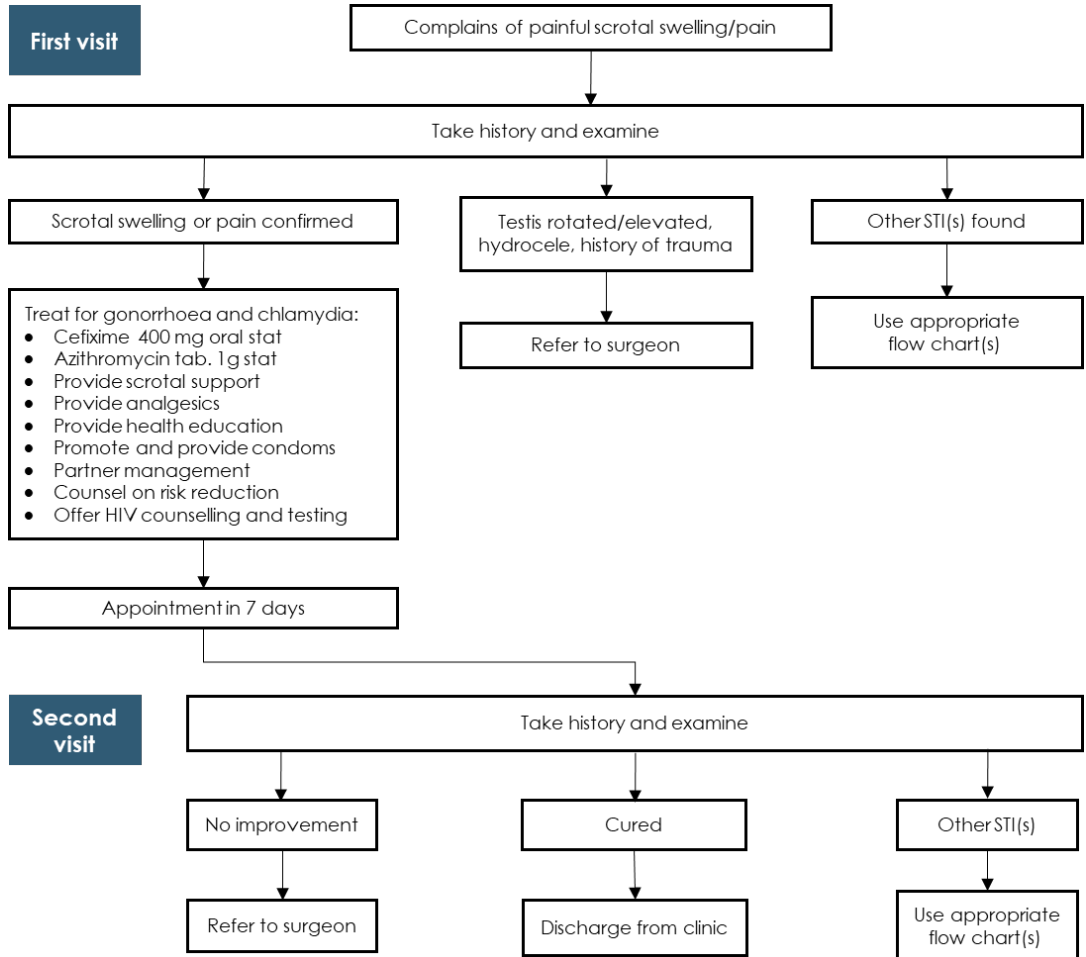 First visit
Complains of painful scrotal swelling/pain
Take history and examine
Scrotal swelling or pain confirmed
Testis rotated/elevated,
hydrocele, history of trauma
Other STI(s) found
Treat for gonorrhoea and chlamydia:
• Cefixime 400 mg oral stat
• Azithromycin tab. 1g stat
• Provide scrotal support
• Provide analgesics
• Provide health education
• Promote and provide condoms
• Partner management
• Counsel on risk reduction
• Offer HIV counselling and testing
Refer to surgeon
Use appropriate
flow chart(s)
Appointment in 7 days
Second
visit
Take history and examine
No improvement
Cured
Other STI(s)
Refer to surgeon
Discharge from clinic
Use appropriate
flow chart(s)